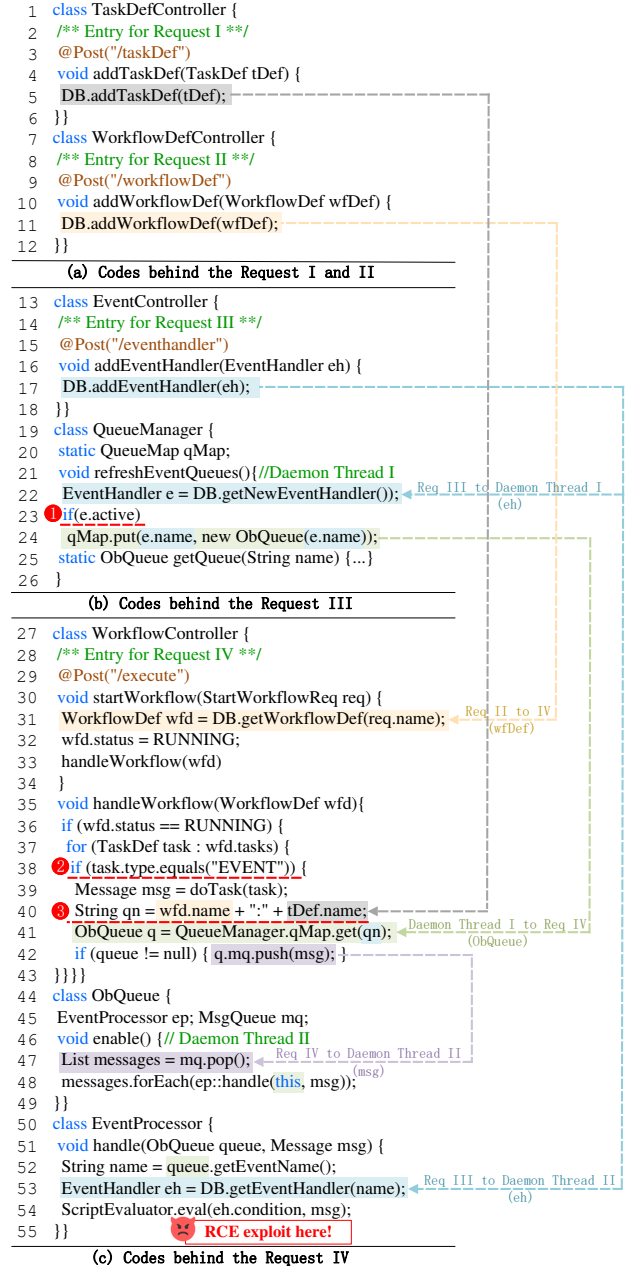 1 class TaskDefController {
2 /** Entry for Request I **/
3 @Post("/taskDef")
4 void addTaskDef(TaskDef tDef) {
5 DB.addTaskDef(tDef);
6 }}
7 class WorkflowDefController {
8 /** Entry for Request II **/
9 @Post("/workflowDef")
10 void addWorkflowDef(WorkflowDef wfDef) {
11 DB.addWorkflowDef(wfDef);
12 }}
(a) Codes behind the Request I and II
13 class EventController {
14 /** Entry for Request III **/
15 @Post("/eventhandler")
16 void addEventHandler(EventHandler eh) {
17 DB.addEventHandler(eh);
18 }}
19 class QueueManager {
20 static QueueMap qMap;
21 void refreshEventQueues(){//Daemon Thread I
22 EventHandler e = DB.getNewEventHandler()); Req III to Daemon Thread I
(eh)
23 1 if(e.active)
24 qMap.put(e.name, new ObQueue(e.name));
25 static ObQueue getQueue(String name) {...}
26 }
(b) Codes behind the Request III
27 class WorkflowController {
28 /** Entry for Request IV **/
29 @Post("/execute")
30 void startWorkflow(StartWorkflowReq req) {
31 WorkflowDef wfd = DB.getWorkflowDef(req.name); Req II to IV
(wfDef)
32 wfd.status = RUNNING;
33 handleWorkflow(wfd)
34 }
35 void handleWorkflow(WorkflowDef wfd){
36 if (wfd.status == RUNNING) {
37 for (TaskDef task : wfd.tasks) {
38 2 if (task.type.equals("EVENT")) {
39 Message msg = doTask(task);
40 3 String qn = wfd.name + ":" + tDef.name;
41 ObQueue q = QueueManager.qMap.get(qn); Daemon Thread I to Req IV
(ObQueue)
42 if (queue != null) { q.mq.push(msg); }
43 }}}}
44 class ObQueue {
45 EventProcessor ep; MsgQueue mq;
46 void enable() {// Daemon Thread II
47 List messages = mq.pop(); Req IV to Daemon Thread II
(msg)
48 messages.forEach(ep::handle(this, msg));
49 }}
50 class EventProcessor {
51 void handle(ObQueue queue, Message msg) {
52 String name = queue.getEventName();
53 EventHandler eh = DB.getEventHandler(name); Req III to Daemon Thread II
(eh)
54 ScriptEvaluator.eval(eh.condition, msg);
55 }} RCE exploit here!
(c) Codes behind the Request IV